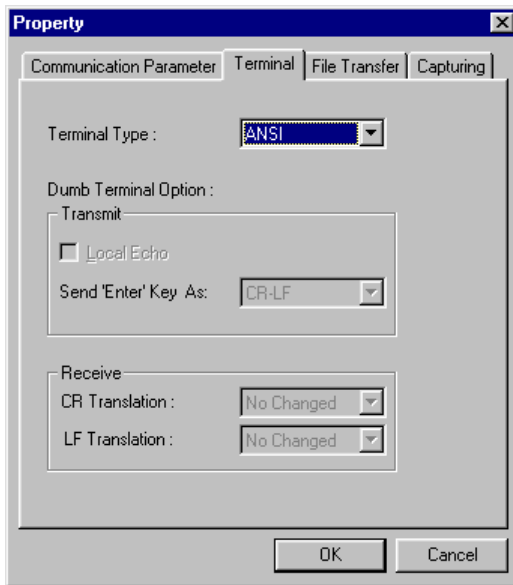 Property
Communication Parameter Terminal File Transfer Capturing
Terminal Type : ANSI
Dumb Terminal Option :
Transmit
Local Echo
Send 'Enter' Key As: CR-LF
Receive
CR Translation : No Changed
LF Translation : No Changed
OK Cancel